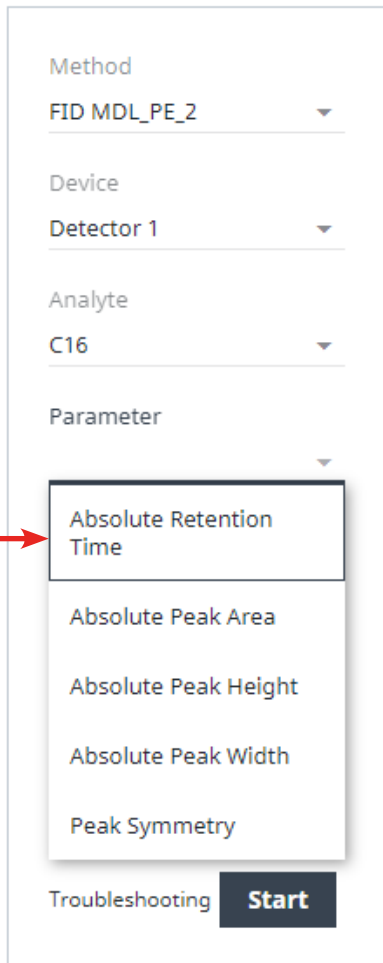 Method
FID MDL_PE_2
Device
Detector 1
Analyte
C16
Parameter
Absolute Retention
Time
Absolute Peak Area
Absolute Peak Height
Absolute Peak Width
Peak Symmetry
Troubleshooting Start